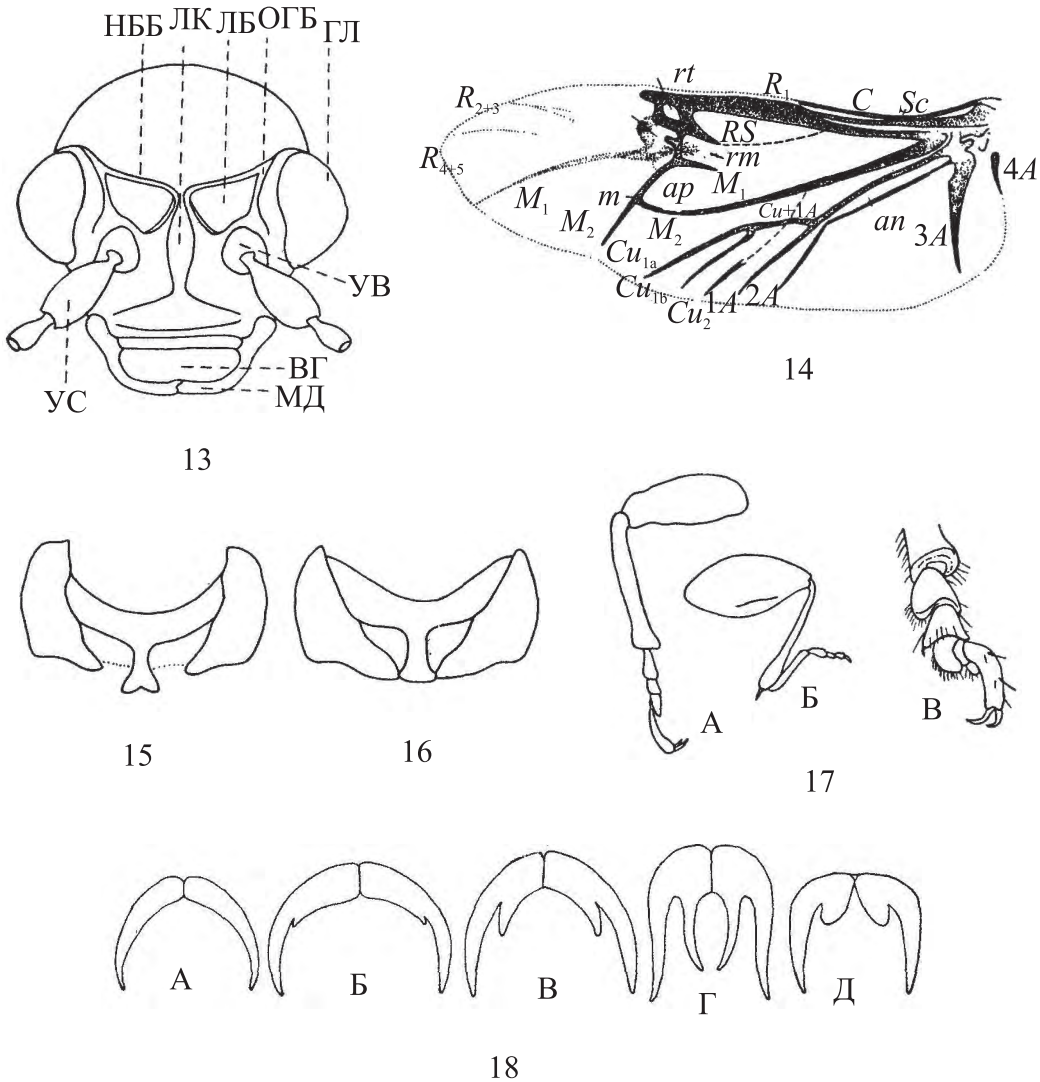 НББ ЛК ЛБ ОГБ ГЛ
УВ
ВГ
УС МД
13
rt R1 C Sc
R2+3
RS
R4+5 rm
M1 4A
M1 m ap
M2 M2 Cu+1A an 3A
Cu1a
Cu1b 1A 2A
Cu2
14
15
16
А Б В
17
А Б В Г Д
18